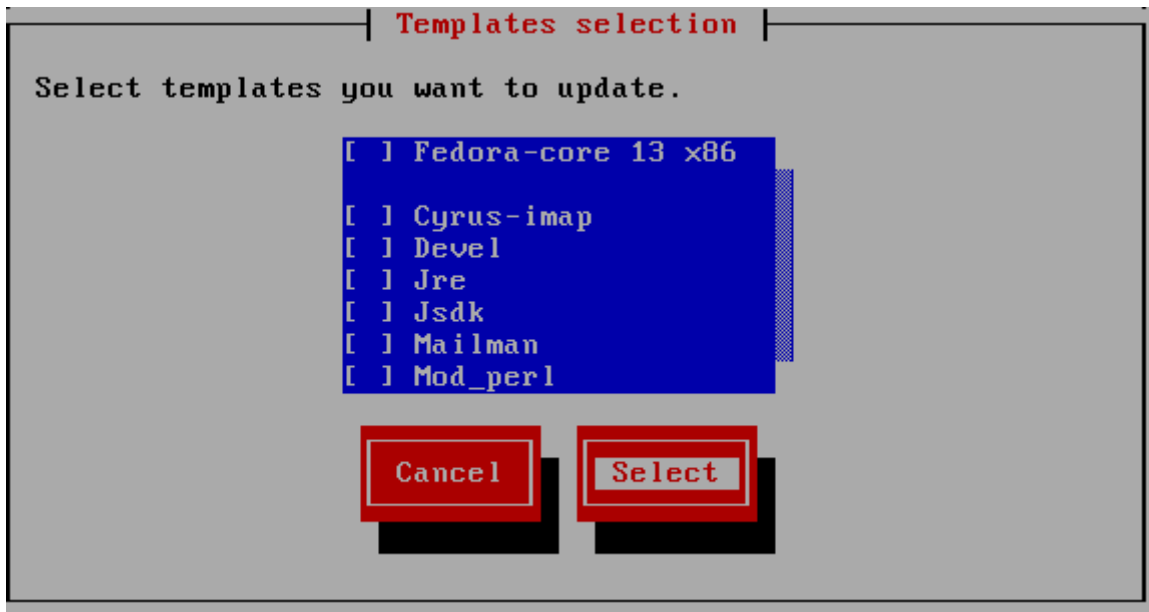 Templates selection
Select templates you want to update.
[ ] Fedora-core 13 x86
[ ] Cyrus-imap
[ ] Devel
[ ] Jre
[ ] Jsdk
[ ] Mailman
[ ] Mod_perl
Cancel Select